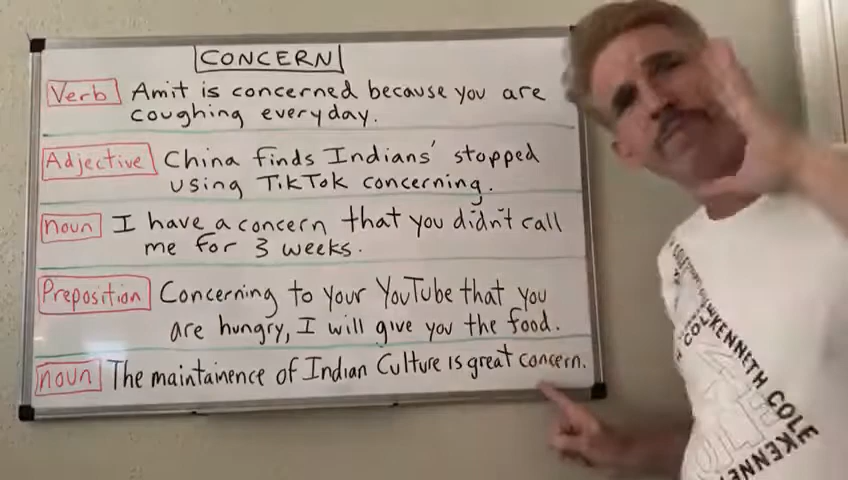 CONCERN
Verb Amit is concerned because you are
coughing everyday.
Adjective China finds Indians' stopped
using TikTok concerning.
noun I have a concern that you didn't call
me for 3 weeks.
Preposition Concerning to your YouTube that you
are hungry, I will give you the food.
noun The maintainence of Indian Culture is great concern.
KENNETH COLE
KENNE